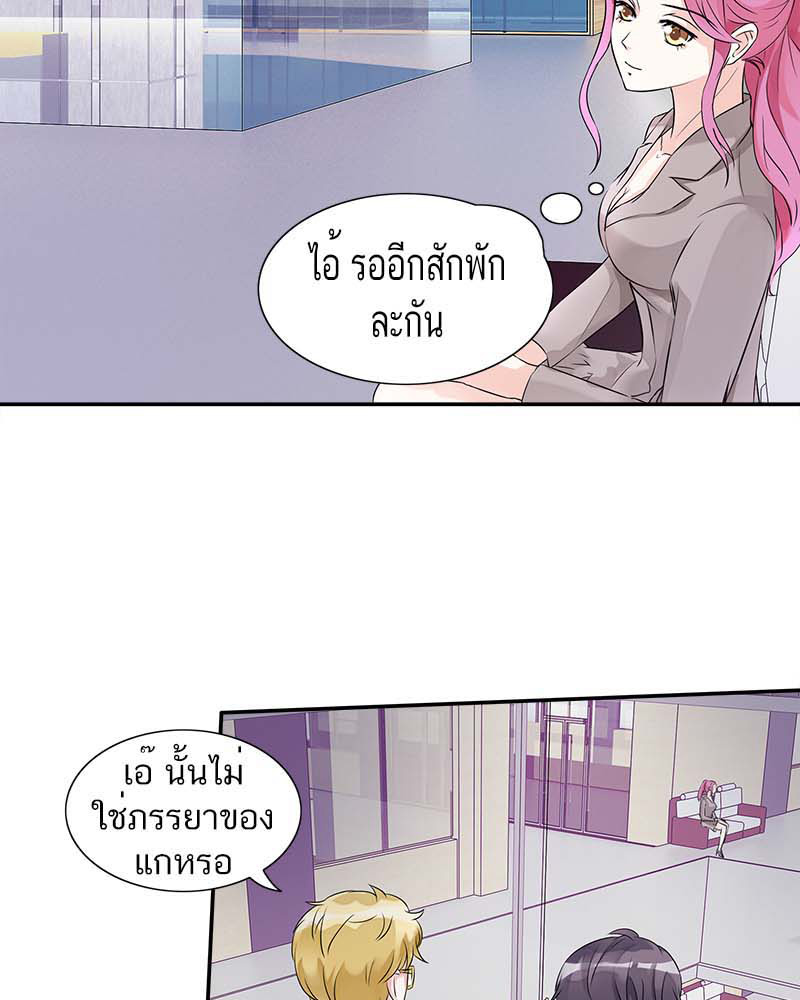 ไอ้ รออีกสักพัก
ละกัน
เอ๊ นั้นไม่
ใช่ภรรยาของ
แกหรอ